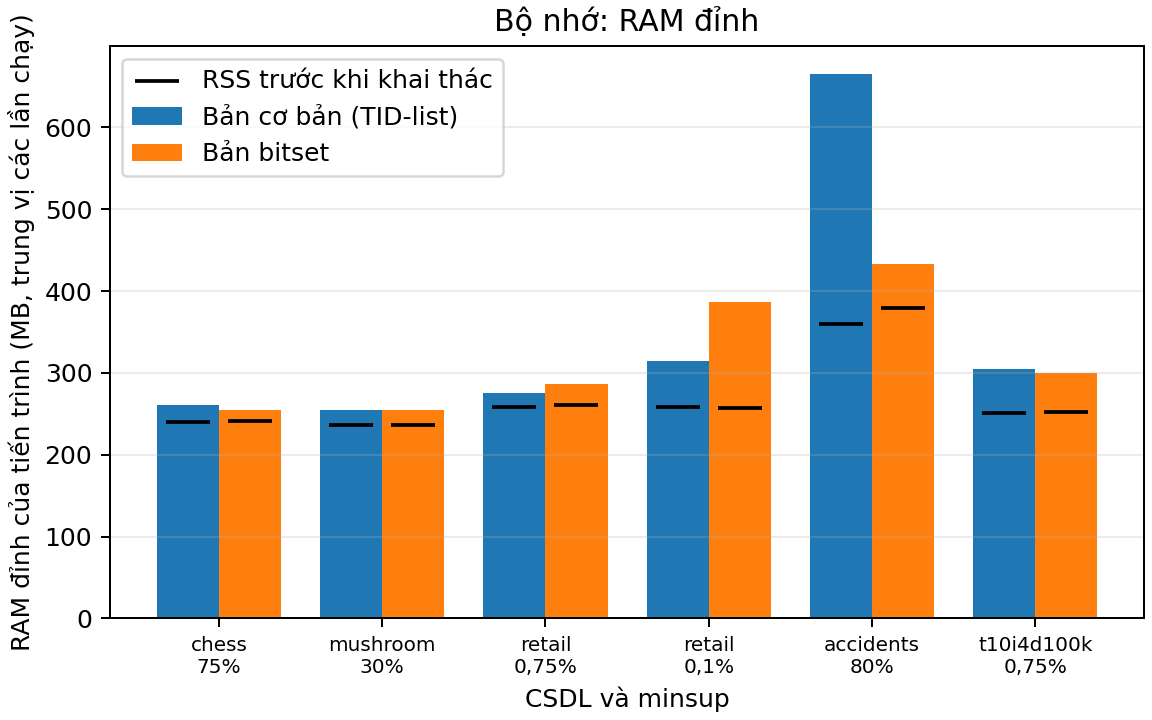 Bộ nhớ: RAM đỉnh
RAM đỉnh của tiến trình (MB, trung vị các lần chạy)
RSS trước khi khai thác
Bản cơ bản (TID-list)
Bản bitset
600
500
400
300
200
100
0
chess
75%
mushroom
30%
retail
0,75%
retail
0,1%
accidents
80%
t10i4d100k
0,75%
CSDL và minsup